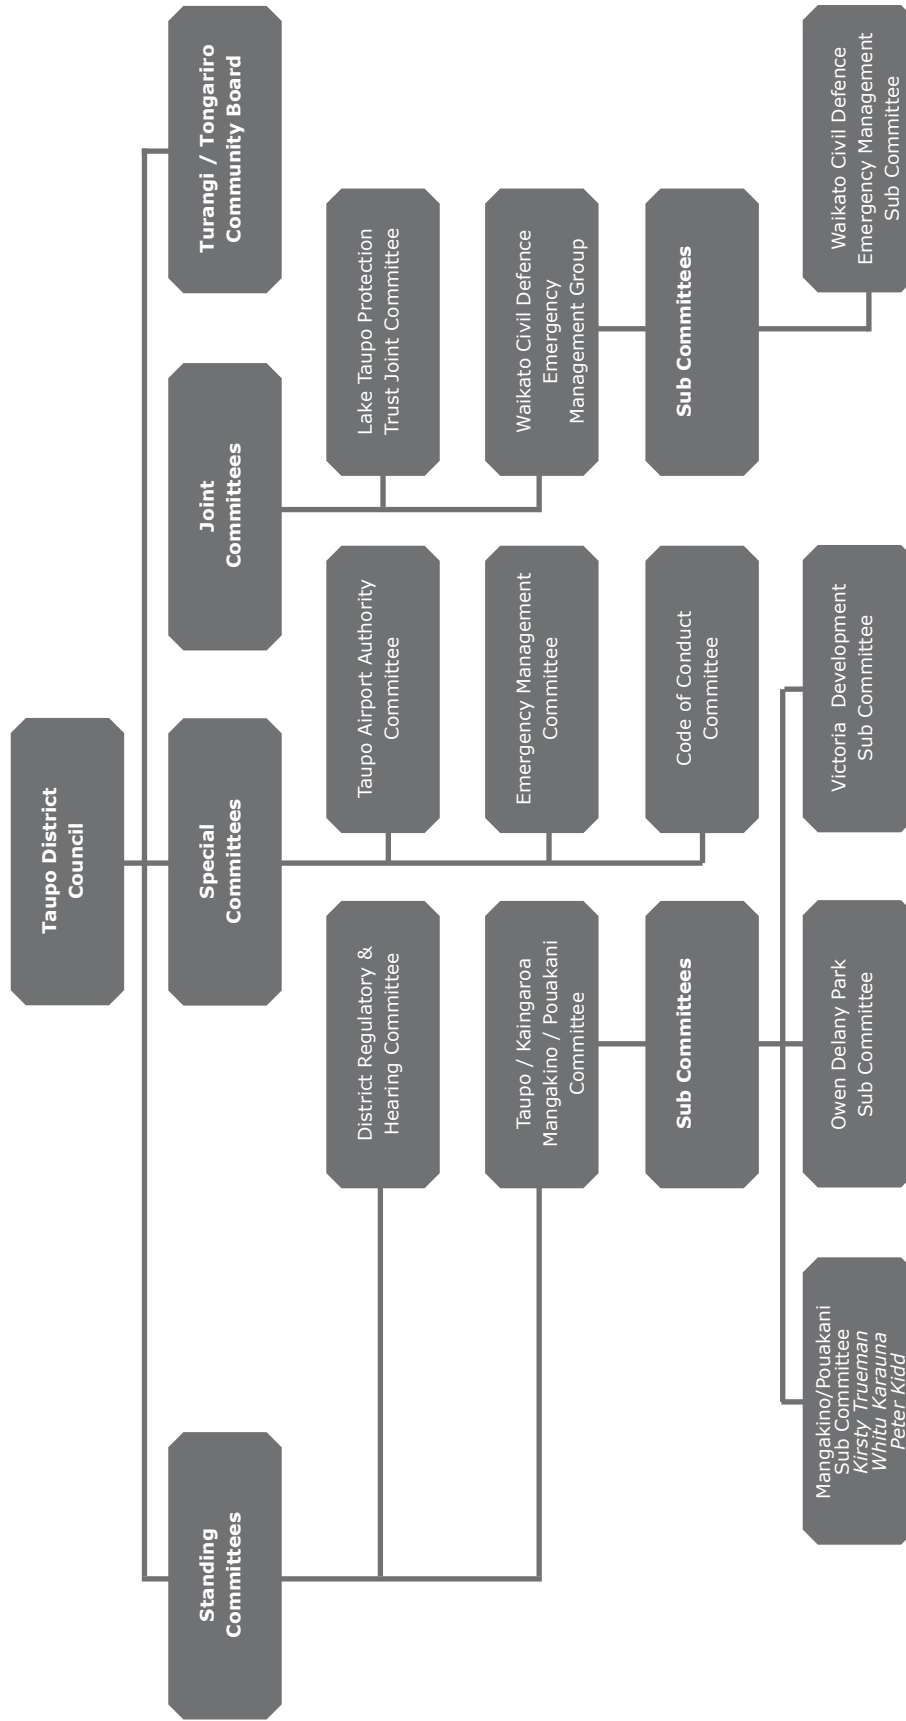 Taupo District
Council
Standing
Committees
Special
Committees
Joint
Committees
Turangi / Tongariro
Community Board
District Regulatory &
Hearing Committee
Taupo Airport Authority
Committee
Lake Taupo Protection
Trust Joint Committee
Taupo / Kaingaroa
Mangakino / Pouakani
Committee
Emergency Management
Committee
Waikato Civil Defence
Emergency
Management Group
Sub Committees
Code of Conduct
Committee
Sub Committees
Mangakino/Pouakani
Sub Committee
Kirsty Trueman
Whitu Karauna
Peter Kidd
Owen Delany Park
Sub Committee
Victoria  Development
Sub Committee
Waikato Civil Defence
Emergency Management
Sub Committee